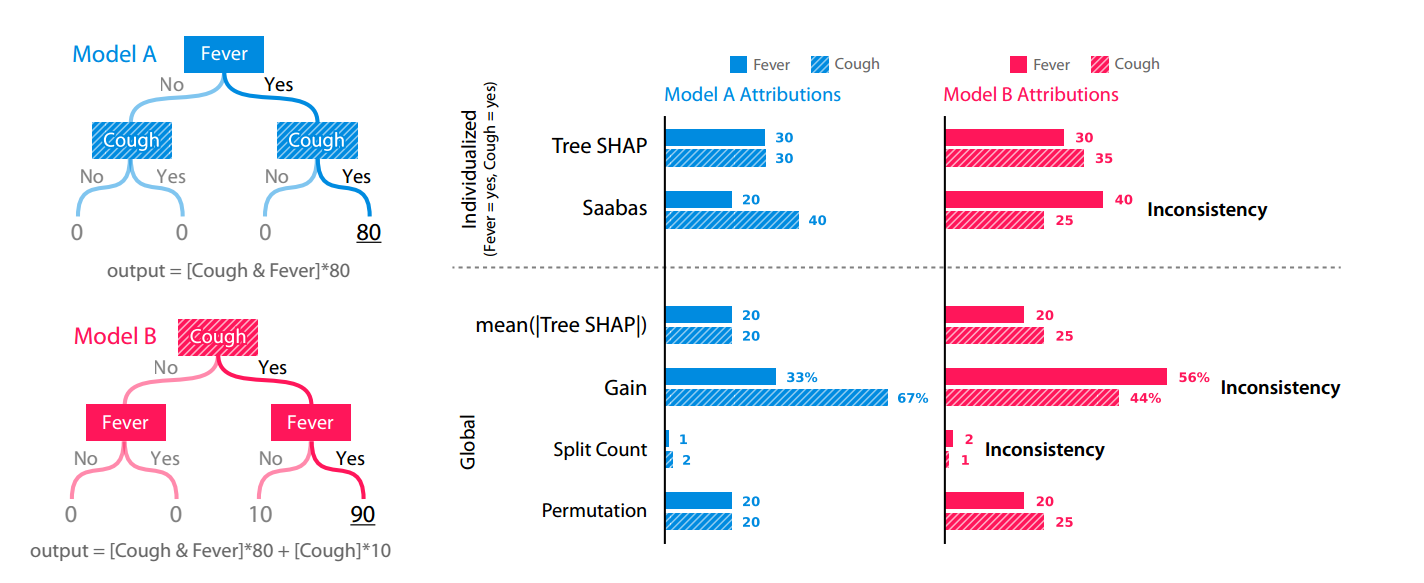 Model A
Fever
No
Yes
Cough
Cough
No
Yes
No
Yes
0
0
0
80
output = [Cough & Fever]*80
Model B
Cough
No
Yes
Fever
Fever
No
Yes
No
Yes
0
0
10
90
output = [Cough & Fever]*80 + [Cough]*10
Fever
Cough
Model A Attributions
Fever
Cough
Model B Attributions
Individualized
(Fever = yes, Cough = yes)
Tree SHAP
30
30
30
35
Saabas
20
40
40
25
Inconsistency
Global
mean(|Tree SHAP|)
20
20
20
25
Gain
33%
67%
56%
44%
Inconsistency
Split Count
1
2
2
1
Inconsistency
Permutation
20
20
20
25